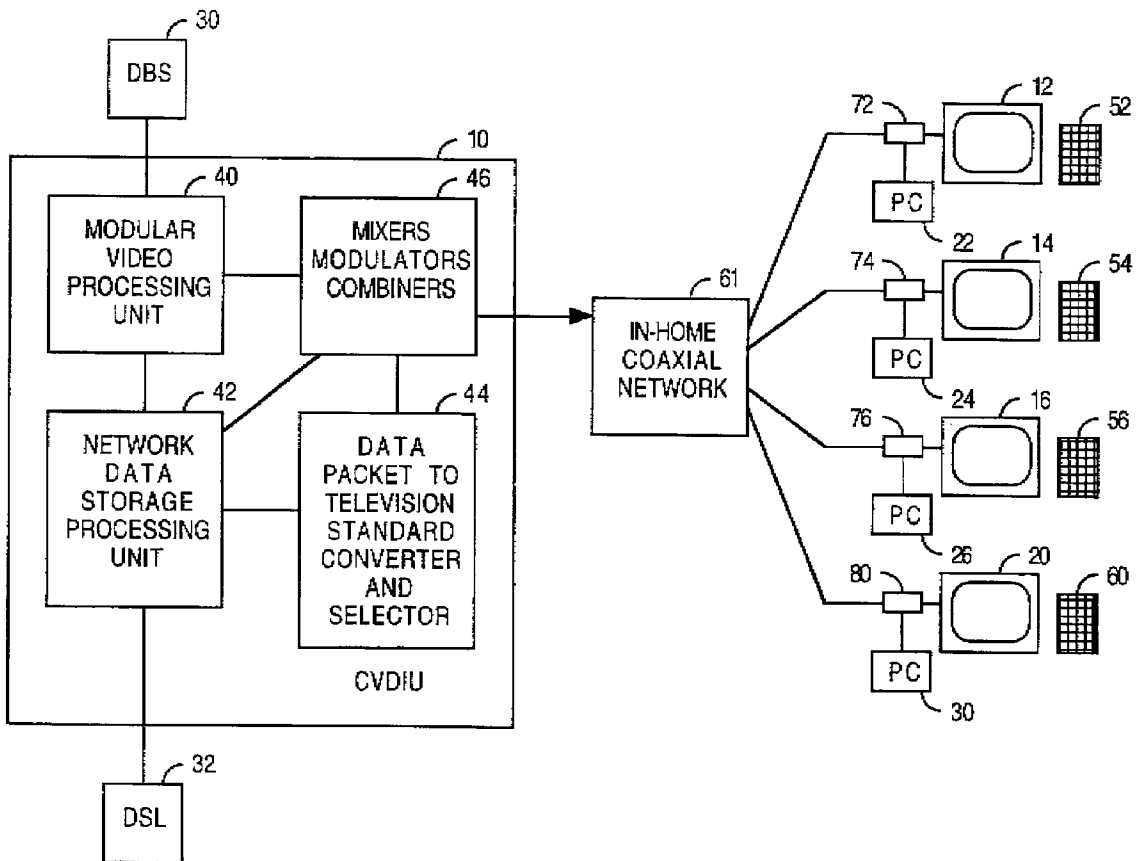 30
DBS
10
40
MODULAR
VIDEO
PROCESSING
UNIT
46
MIXERS
MODULATORS
COMBINERS
42
NETWORK
DATA
STORAGE
PROCESSING
UNIT
44
DATA
PACKET TO
TELEVISION
STANDARD
CONVERTER
AND
SELECTOR
CVDIU
32
DSL
61
IN-HOME
COAXIAL
NETWORK
72
12
52
PC
22
74
14
54
PC
24
76
16
56
PC
26
80
20
60
PC
30